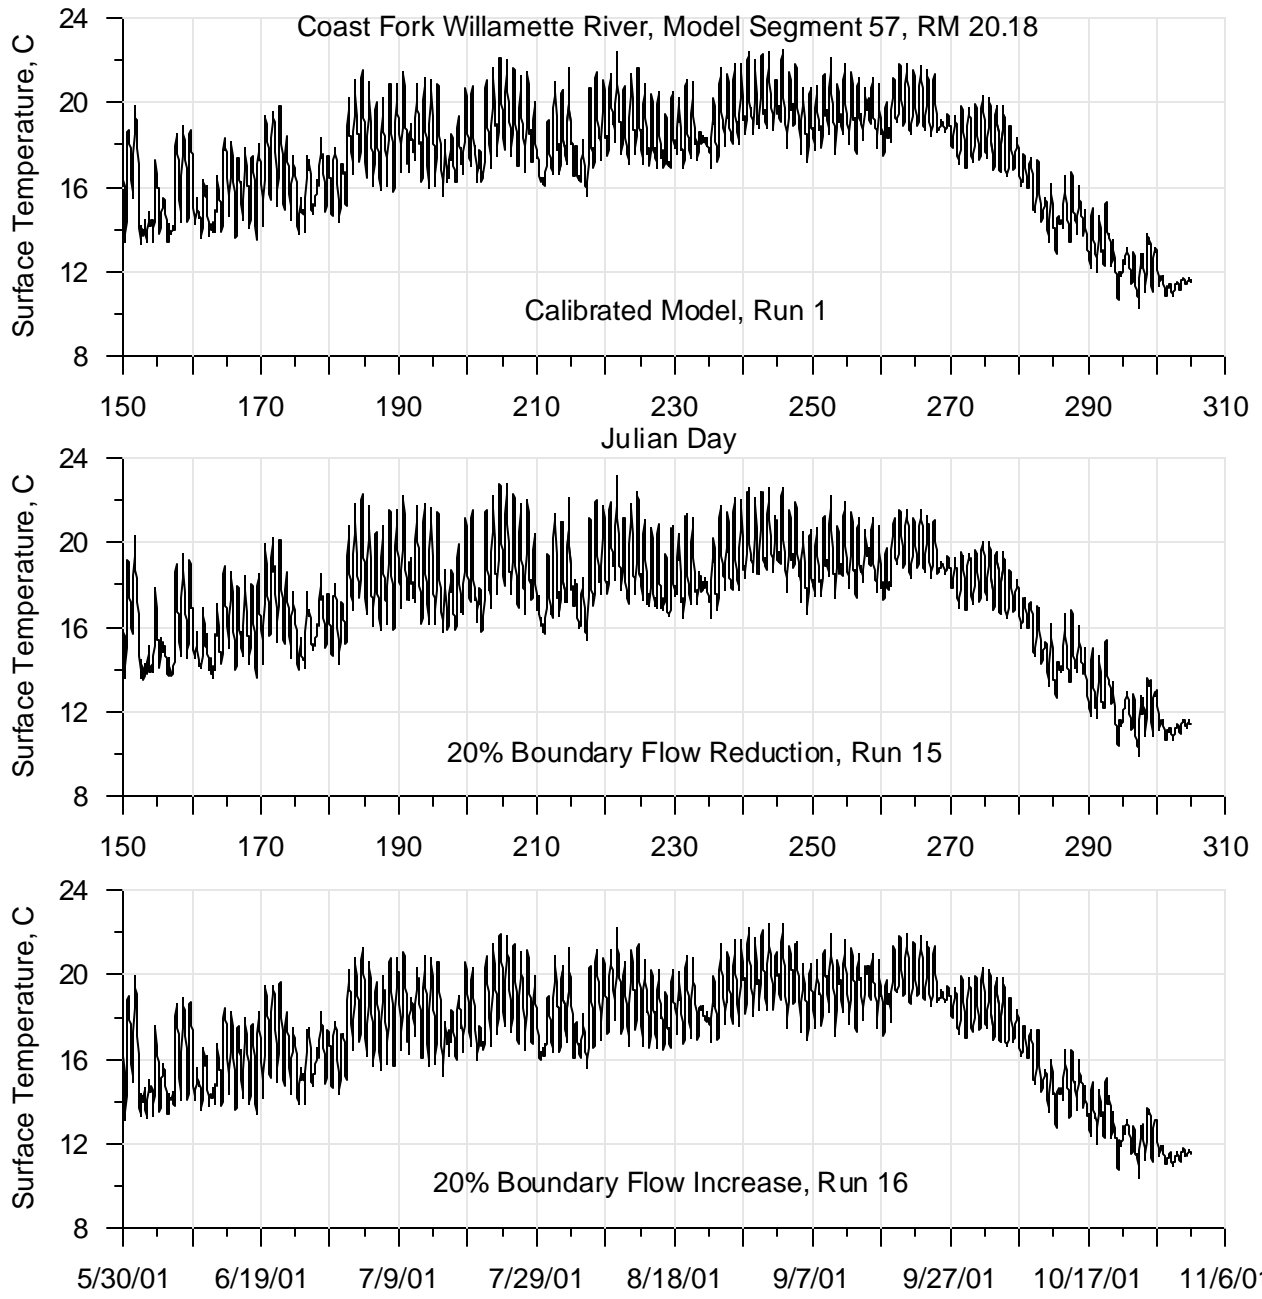 Coast Fork Willamette River, Model Segment 57, RM 20.18
Surface Temperature, C
24
20
16
12
8
Calibrated Model, Run 1
150 170 190 210 230 250 270 290 310
Julian Day
Surface Temperature, C
24
20
16
12
8
20% Boundary Flow Reduction, Run 15
150 170 190 210 230 250 270 290 310
Surface Temperature, C
24
20
16
12
8
20% Boundary Flow Increase, Run 16
5/30/01 6/19/01 7/9/01 7/29/01 8/18/01 9/7/01 9/27/01 10/17/01 11/6/0